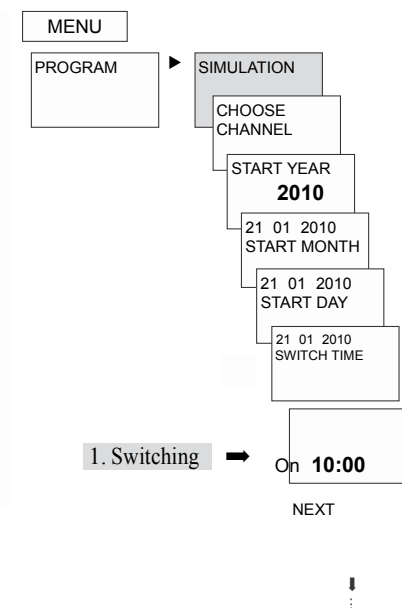 MENU
PROGRAM
SIMULATION
CHOOSE
CHANNEL
START YEAR
2010
21 01 2010
START MONTH
21 01 2010
START DAY
21 01 2010
SWITCH TIME
1. Switching
On 10:00
NEXT